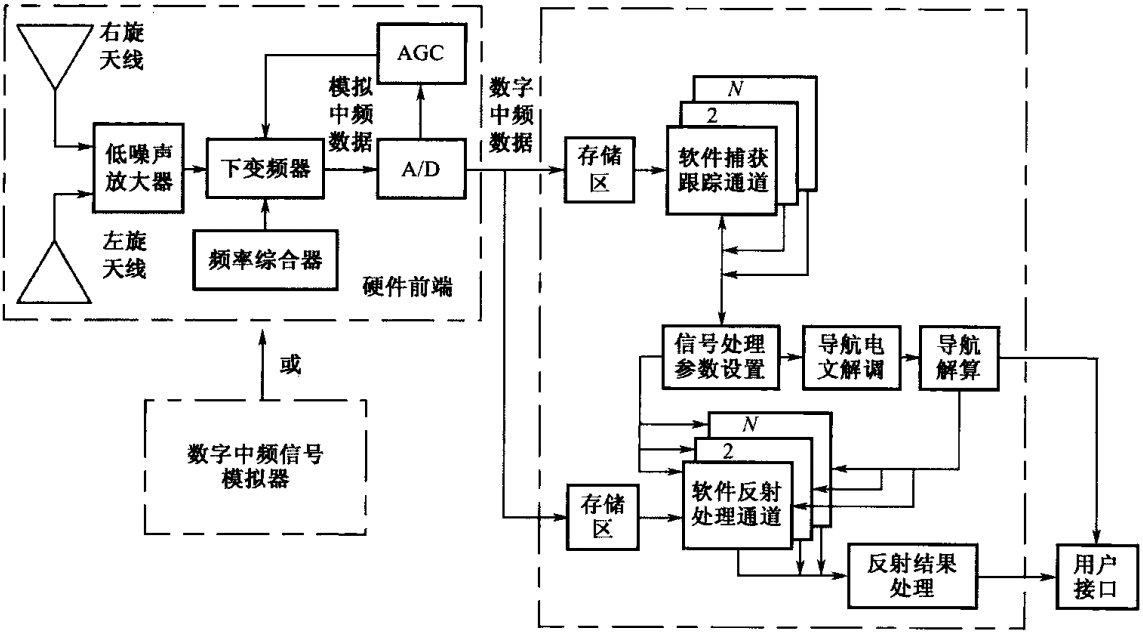 右旋
天线
AGC
模拟
中频
数据
数字
中频
数据
低噪声
放大器
下变频器
A/D
左旋
天线
频率综合器
硬件前端
或
数字中频信号
模拟器
存储
区
N
2
软件捕获
跟踪通道
信号处理
参数设置
导航电
文解调
导航
解算
N
2
软件反射
处理通道
存储
区
反射结果
处理
用户
接口